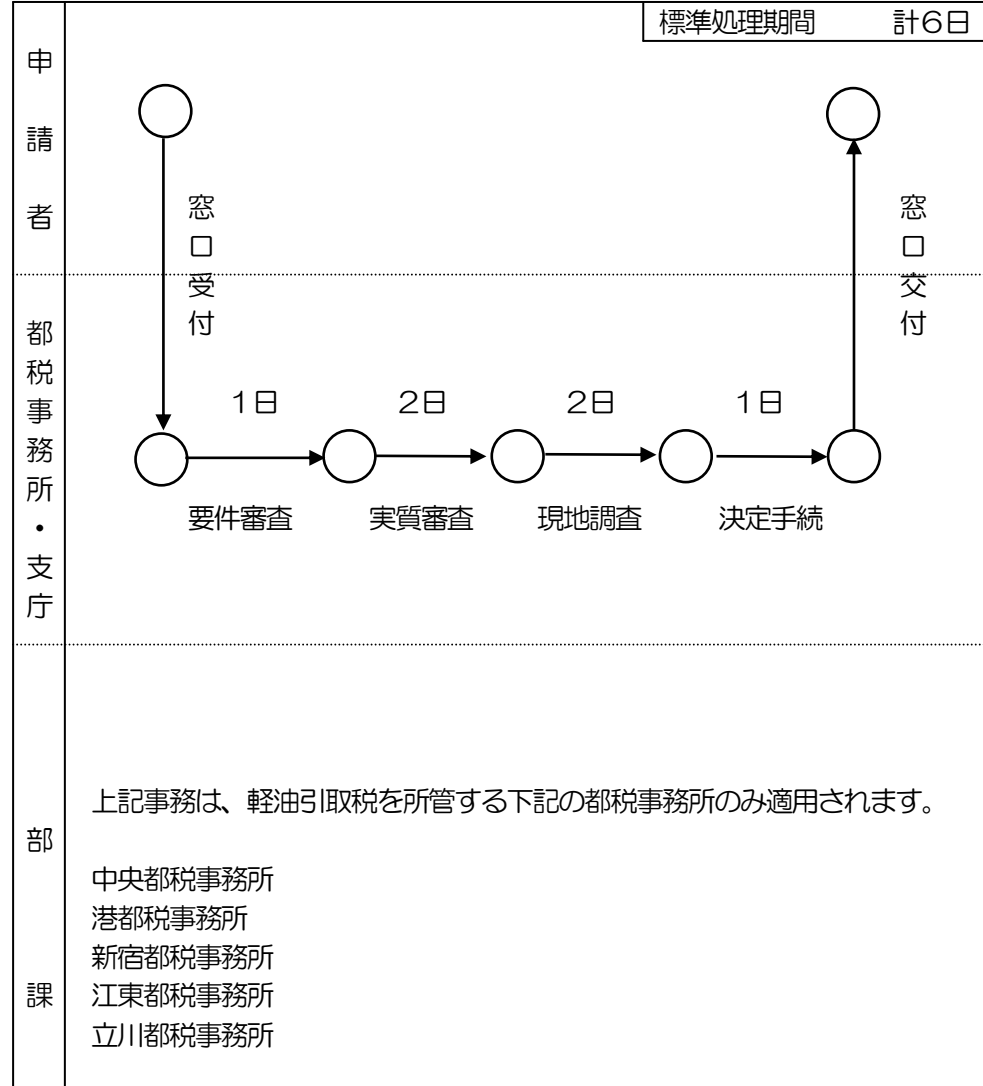 標準処理期間　計6日
申請者
窓口受付
窓口交付
都税事務所・支庁
1日
2日
2日
1日
要件審査
実質審査
現地調査
決定手続
部課
上記事務は、軽油引取税を所管する下記の都税事務所のみ適用されます。
中央都税事務所
港都税事務所
新宿都税事務所
江東都税事務所
立川都税事務所